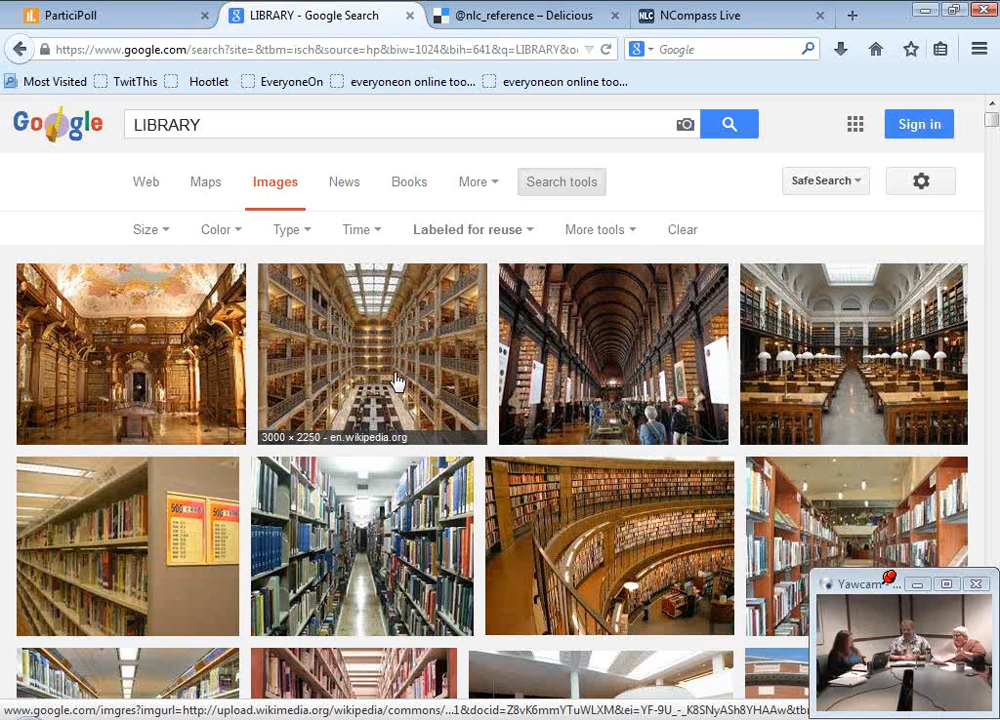 ParticiPoll
LIBRARY - Google Search
@nlc_reference – Delicious
NLC NCompass Live
https://www.google.com/search?site=&tbm=isch&source=hp&biw=1024&bih=641&q=LIBRARY&o
Google
Most Visited TwitThis Hootlet EveryoneOn everyoneon online too... everyoneon online too...
Google
LIBRARY
Sign in
Web Maps Images News Books More Search tools
SafeSearch
Size Color Type Time Labeled for reuse More tools Clear
3000 × 2250 - en.wikipedia.org
Yawcam ...
www.google.com/imgres?imgurl=http://upload.wikimedia.org/wikipedia/commons/...1&docid=Z8vK6mmYTuWLXM&ei=YF-9U_-_K8SNyASh8YHAAw&tb